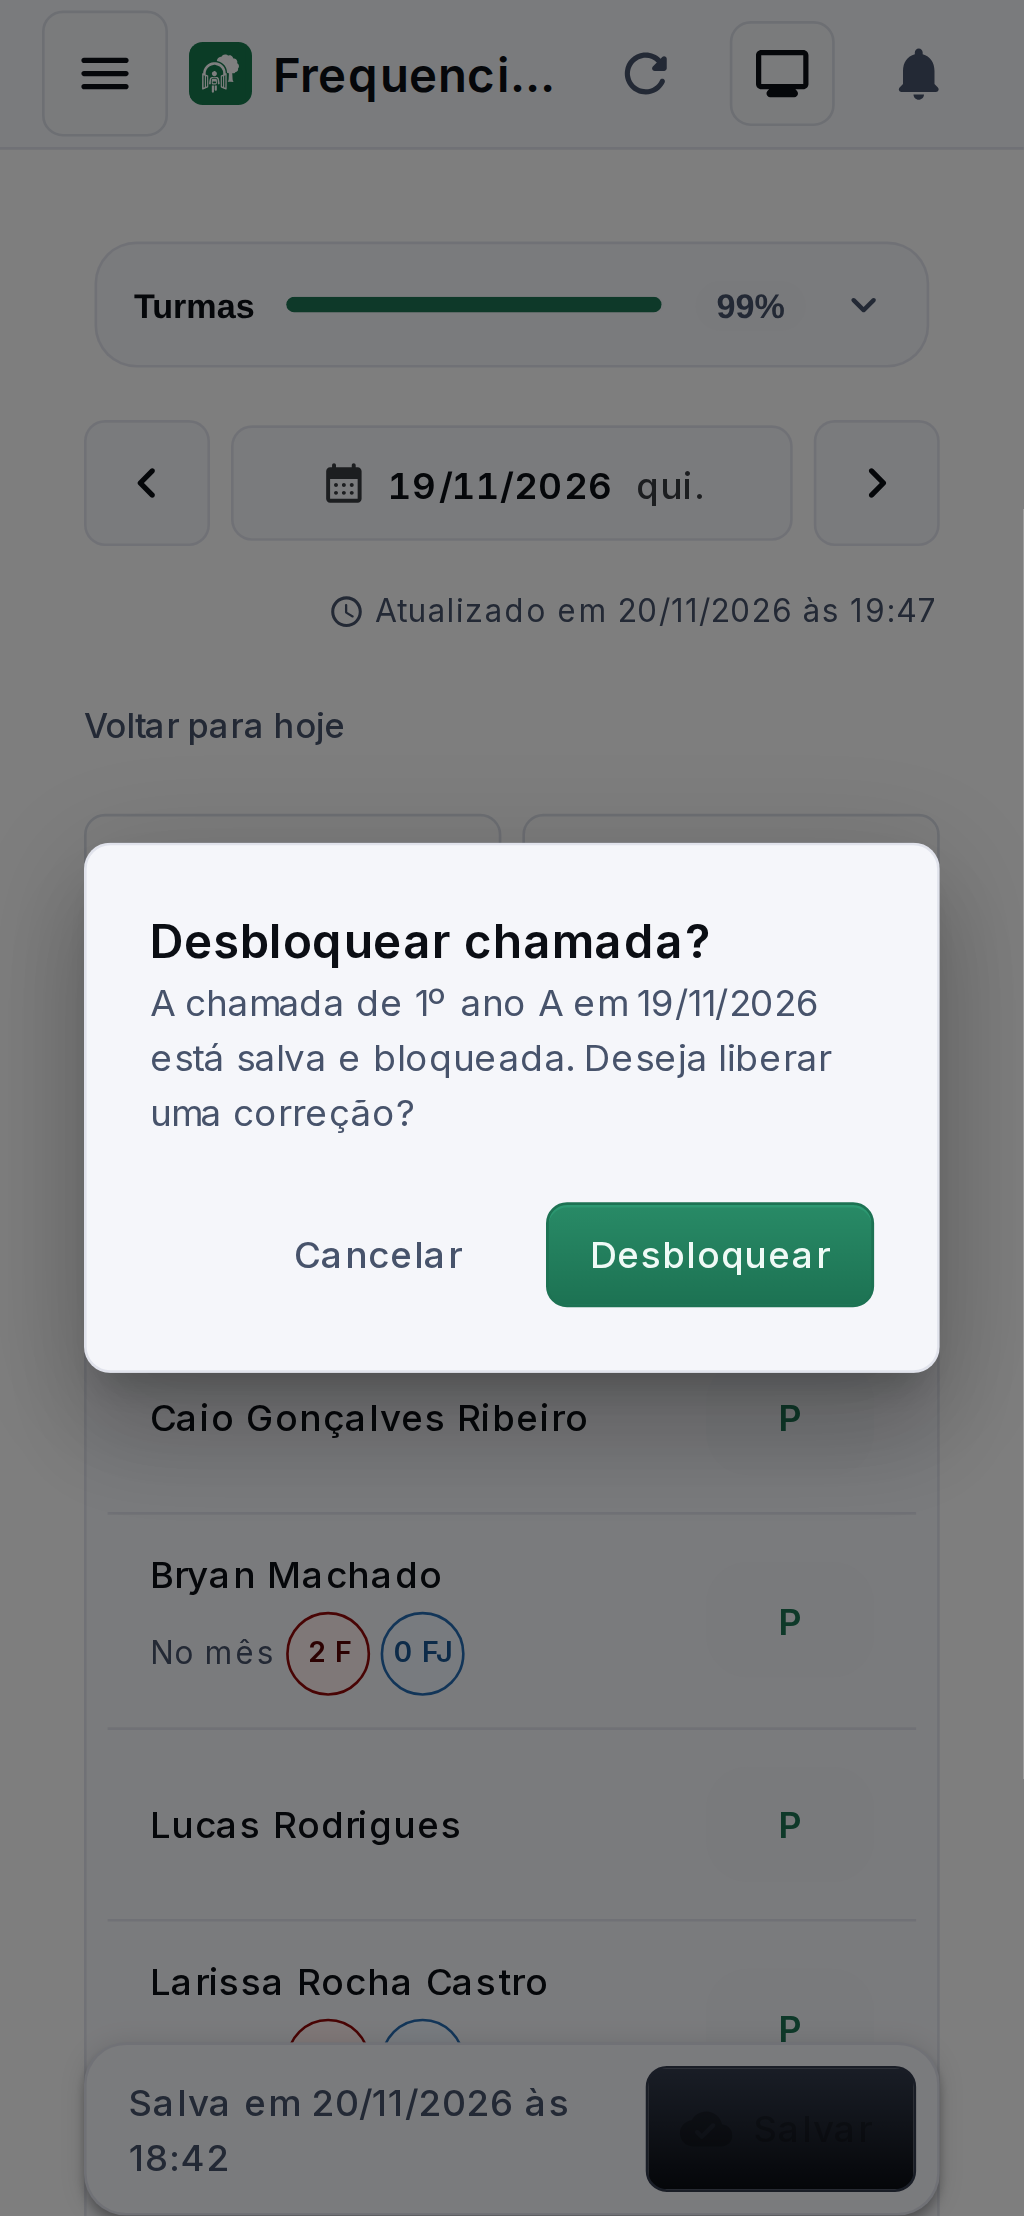 Frequenci...
Turmas 99%
19/11/2026 qui.
Atualizado em 20/11/2026 às 19:47
Voltar para hoje
Desbloquear chamada?
A chamada de 1º ano A em 19/11/2026
está salva e bloqueada. Deseja liberar
uma correção?
Cancelar Desbloquear
Caio Gonçalves Ribeiro P
Bryan Machado
P
No mês 2 F 0 FJ
Lucas Rodrigues P
Larissa Rocha Castro
P
Salva em 20/11/2026 às
18:42
Salvar